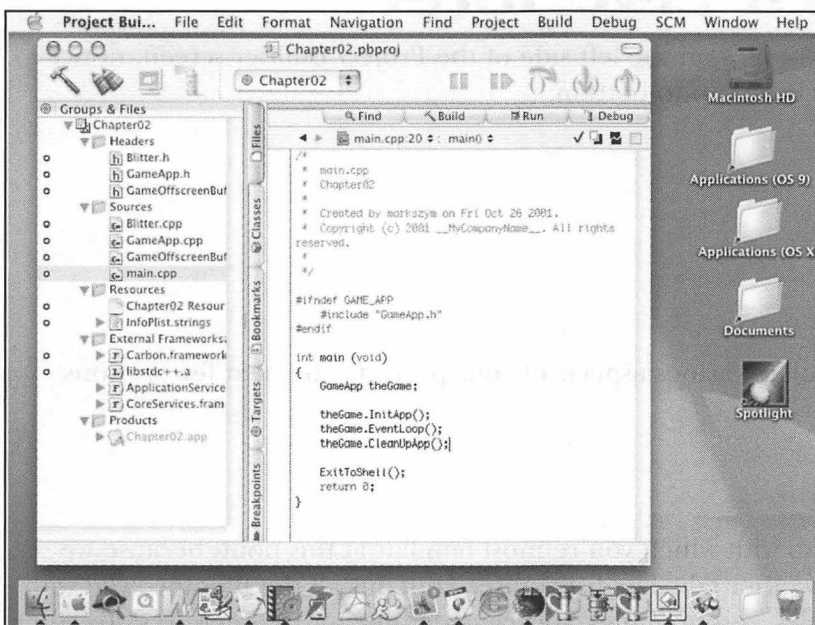 Project Bui... File Edit Format Navigation Find Project Build Debug SCM Window Help
Chapter02.pbproj
Chapter02
Groups & Files
Chapter02
Headers
Blitter.h
GameApp.h
GameOffscreenBuf
Sources
Blitter.cpp
GameApp.cpp
GameOffscreenBuf
main.cpp
Resources
Chapter02 Resour
InfoPlist.strings
External Frameworks
Carbon.framework
libstdc++.a
ApplicationService
CoreServices.fram
Products
Chapter02.app
Files
Classes
Bookmarks
Targets
Breakpoints
Find Build Run Debug
main.cpp:20 : main()
/*
* main.cpp
* Chapter02
*
* Created by markszym on Fri Oct 26 2001.
* Copyright (c) 2001 __MyCompanyName__. All rights
reserved.
*
*/
#ifndef GAME_APP
#include "GameApp.h"
#endif
int main (void)
{
GameApp theGame;
theGame.InitApp();
theGame.EventLoop();
theGame.CleanUpApp();
ExitToShell();
return 0;
}
Macintosh HD
Applications (OS 9)
Applications (OS X
Documents
Spotlight